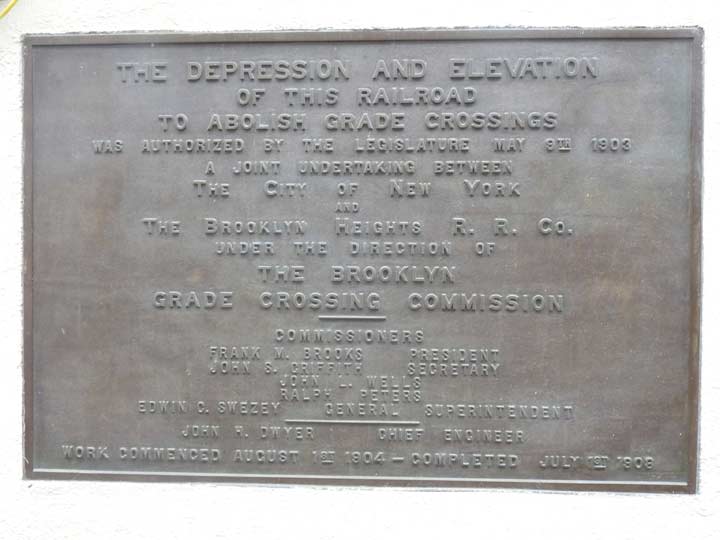 THE DEPRESSION AND ELEVATION
OF THIS RAILROAD
TO ABOLISH GRADE CROSSINGS
WAS AUTHORIZED BY THE LEGISLATURE MAY 9TH 1903
A JOINT UNDERTAKING BETWEEN
THE CITY OF NEW YORK
AND
THE BROOKLYN HEIGHTS R. R. CO.
UNDER THE DIRECTION OF
THE BROOKLYN
GRADE CROSSING COMMISSION
COMMISSIONERS
FRANK M. BROOKS PRESIDENT
JOHN S. GRIFFITH SECRETARY
JOHN L. WELLS
RALPH PETERS
EDWIN C. SWEZEY GENERAL SUPERINTENDENT
JOHN H. DWYER CHIEF ENGINEER
WORK COMMENCED AUGUST 1ST 1904 — COMPLETED JULY 1ST